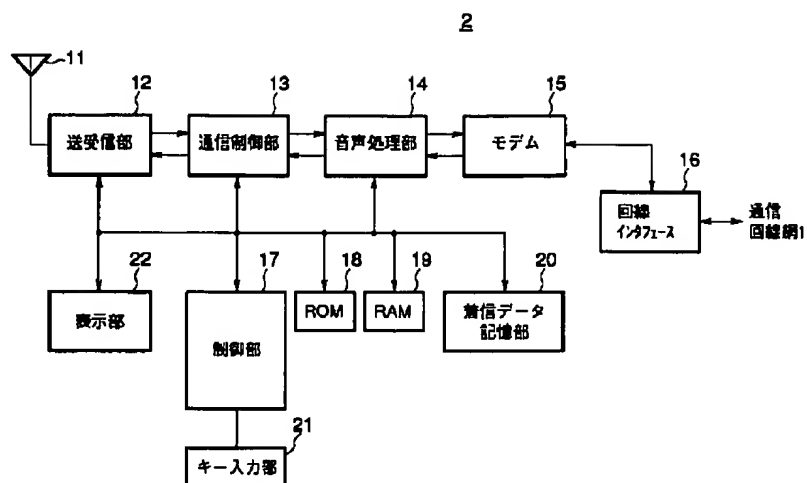 2
11
12
13
14
15
送受信部
通信制御部
音声処理部
モデム
16
回線
インタフェース
通信
回線網1
22
17
18
19
20
表示部
制御部
ROM
RAM
着信データ
記憶部
21
キー入力部